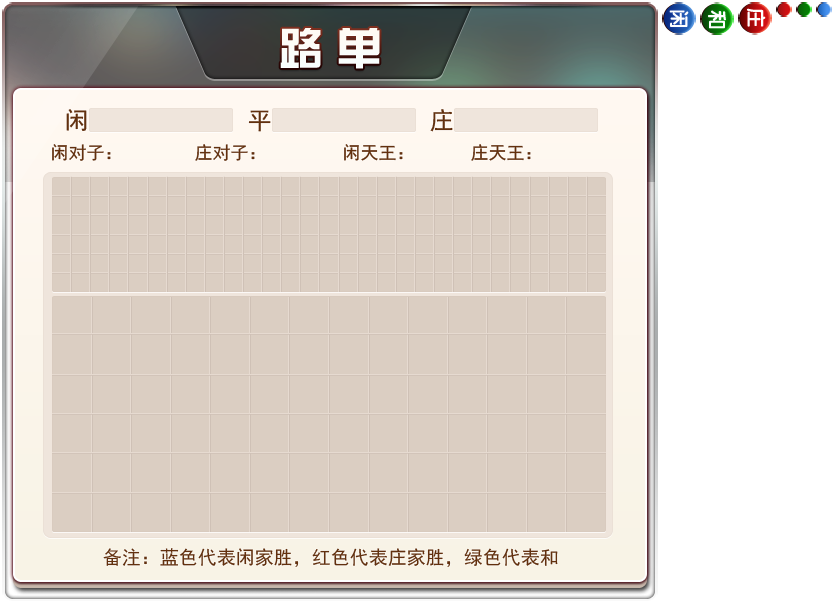 路单
闲 平 庄
闲对子： 庄对子： 闲天王： 庄天王：
备注：蓝色代表闲家胜，红色代表庄家胜，绿色代表和
闲 和 庄